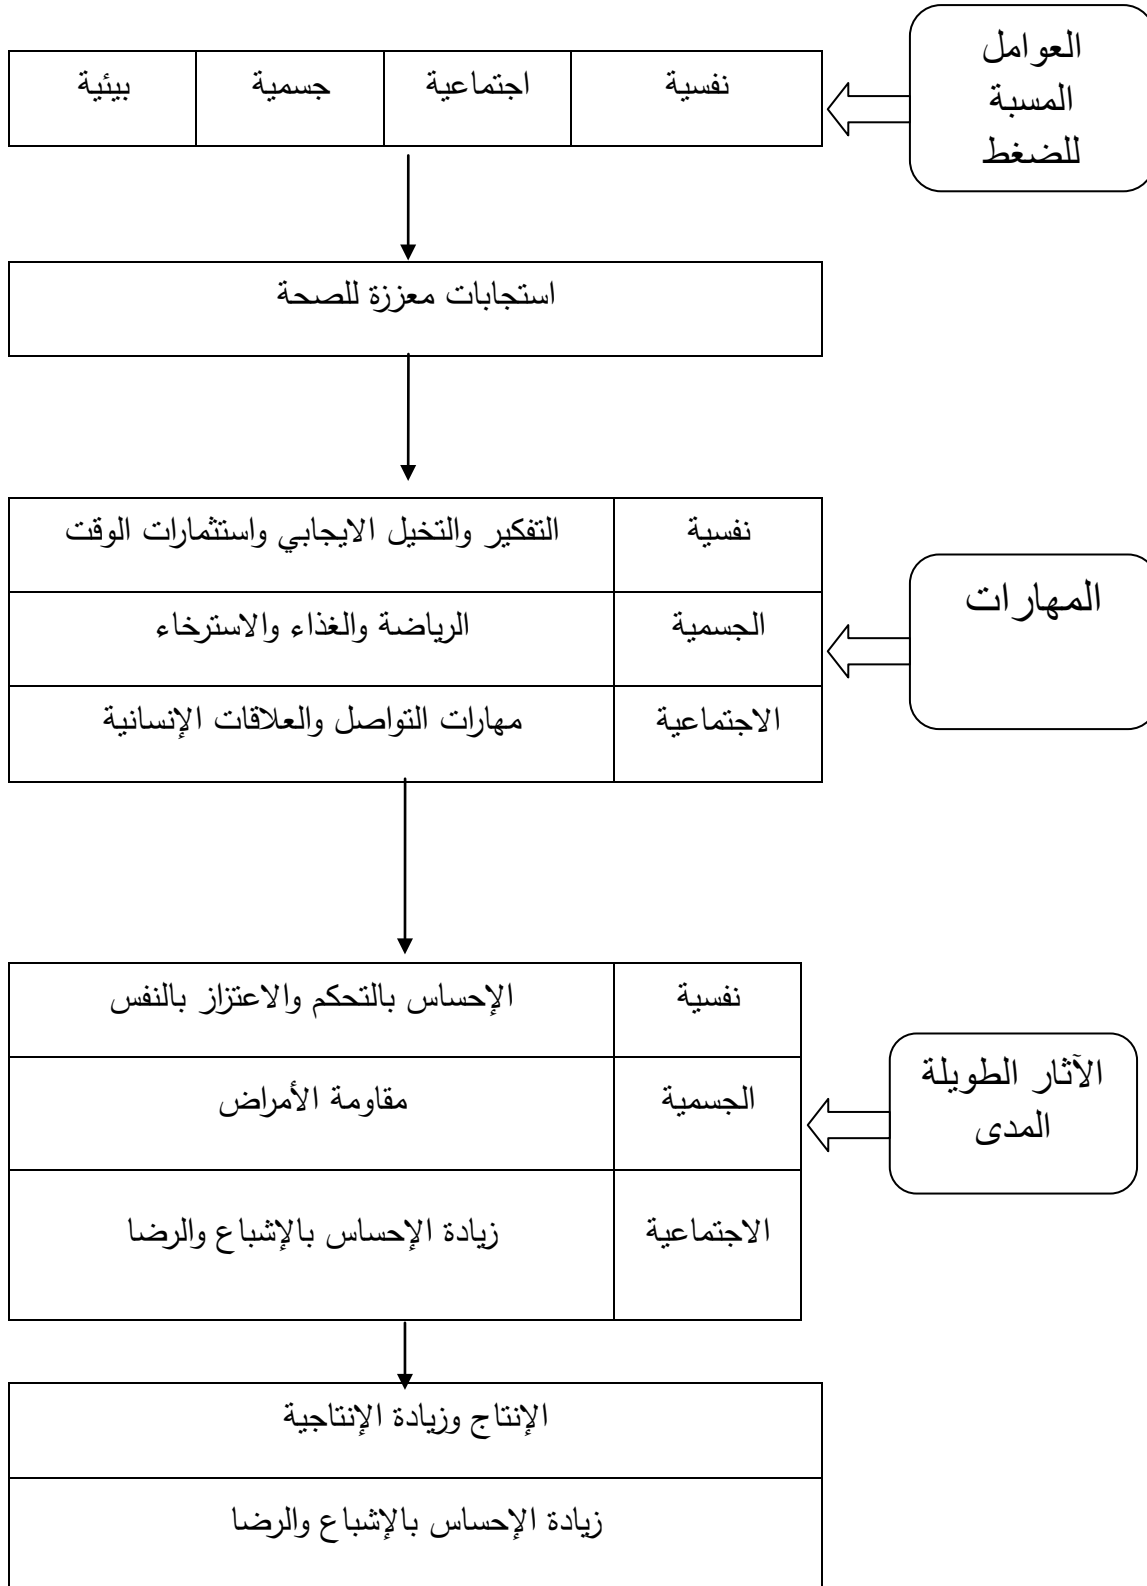 العوامل
المسبة
للضغط
نفسية اجتماعية جسمية بيئية
استجابات معززة للصحة
المهارات
نفسية التفكير والتخيل الايجابي واستثمارات الوقت
الجسمية الرياضة والغذاء والاسترخاء
الاجتماعية مهارات التواصل والعلاقات الإنسانية
الآثار الطويلة
المدى
نفسية الإحساس بالتحكم والاعتزاز بالنفس
الجسمية مقاومة الأمراض
الاجتماعية زيادة الإحساس بالإشباع والرضا
الإنتاج وزيادة الإنتاجية
زيادة الإحساس بالإشباع والرضا